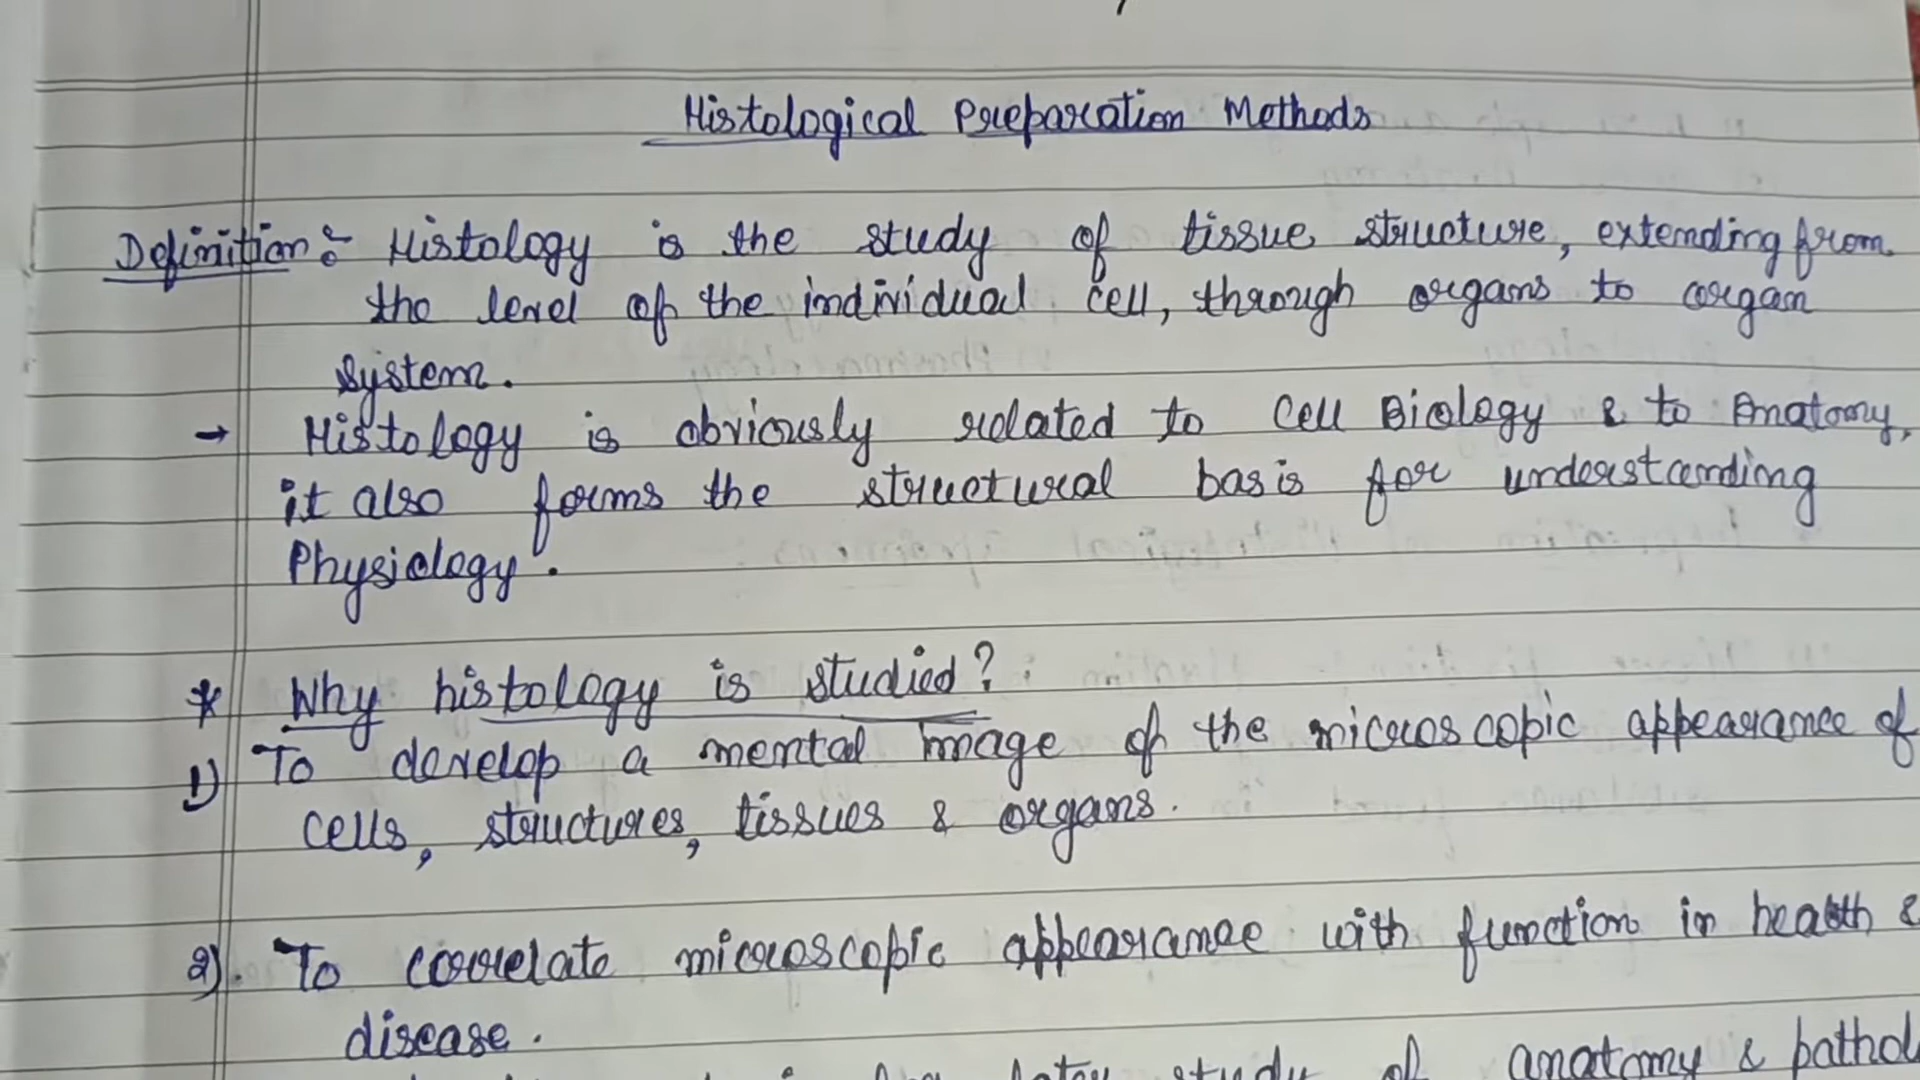 Histological Preparation Methods
Definition :- Histology is the study of tissue structure, extending from
the level of the individual cell, through organs to organ
system.
→ Histology is obviously related to Cell Biology & to Anatomy,
it also forms the structural basis for understanding
Physiology.
* Why histology is studied?
1) To develop a mental image of the microscopic appearance of
cells, structures, tissues & organs.
2). To correlate microscopic appearance with function in health &
disease.
study of anatomy & pathol